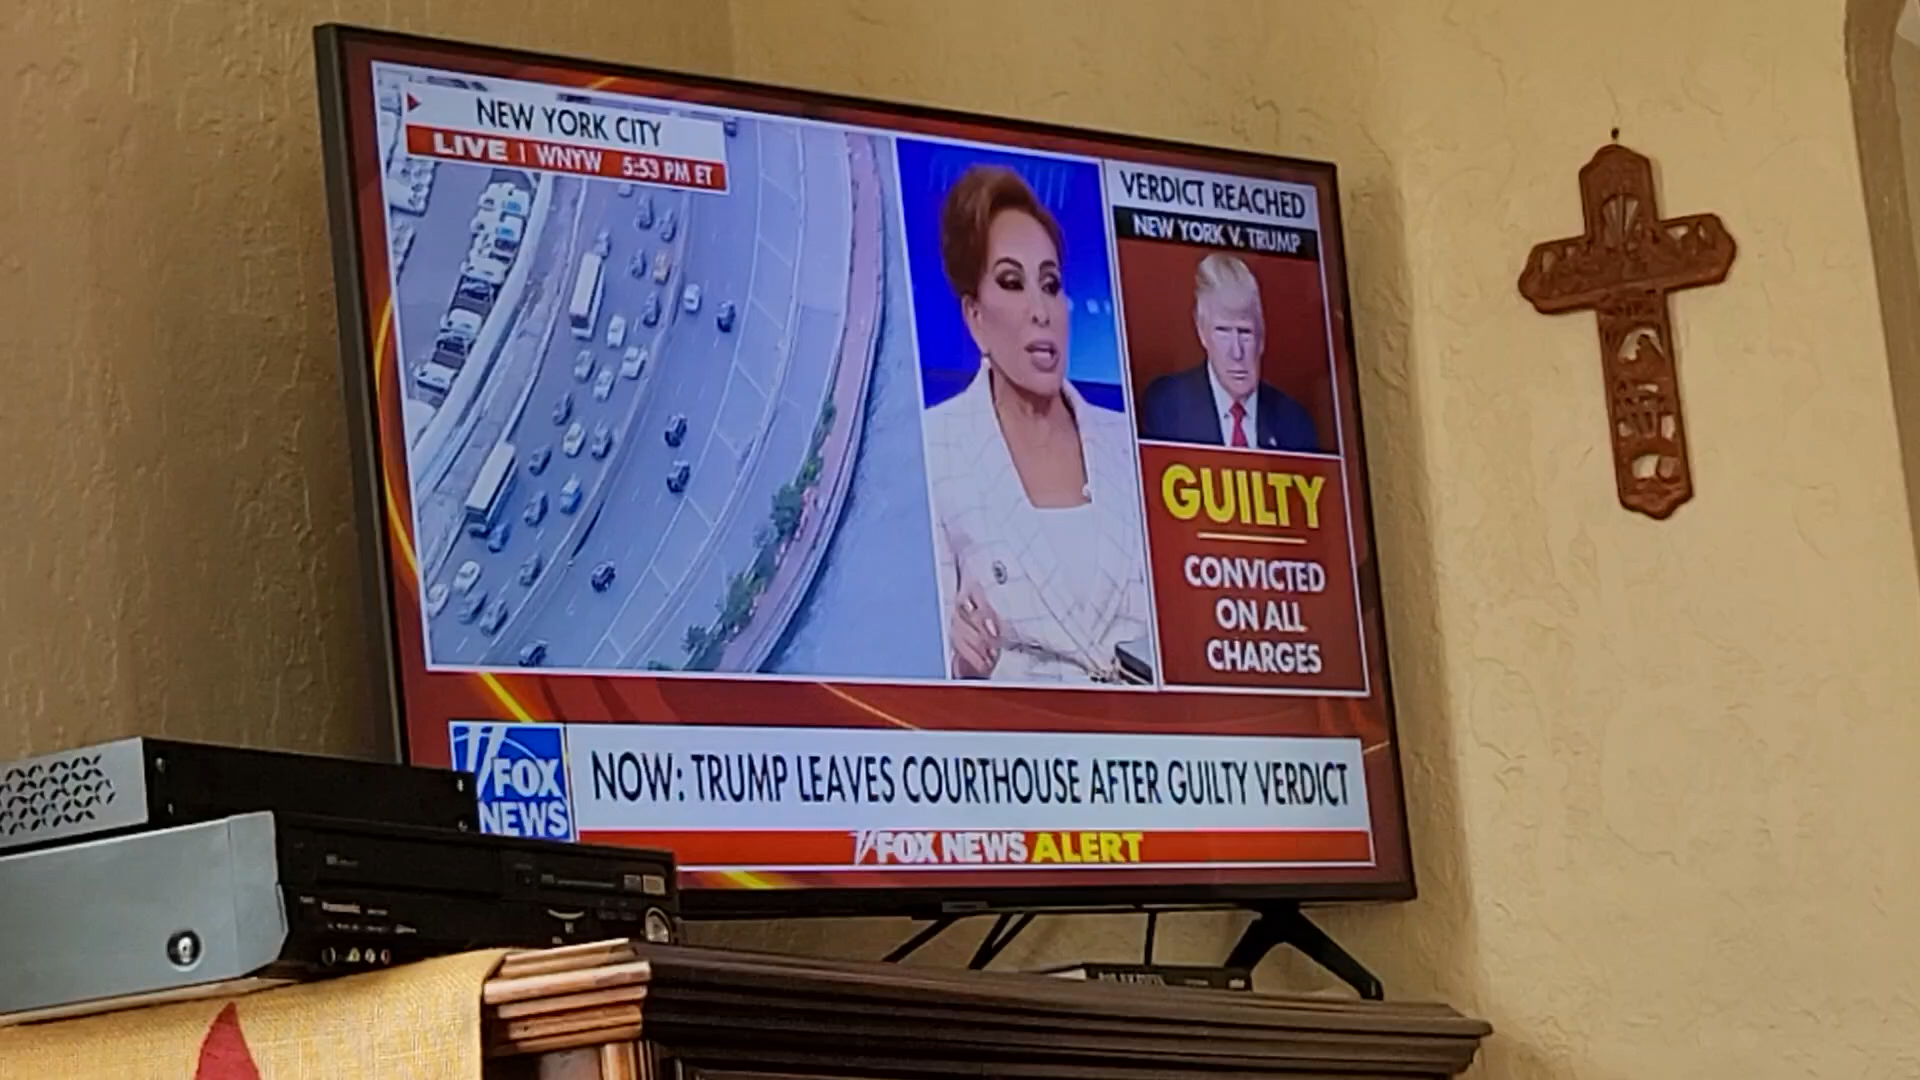 NEW YORK CITY
LIVE | WNYW 5:53 PM ET
VERDICT REACHED
NEW YORK V. TRUMP
GUILTY
CONVICTED
ON ALL
CHARGES
FOX
NEWS
NOW: TRUMP LEAVES COURTHOUSE AFTER GUILTY VERDICT
FOX NEWS ALERT
Panasonic